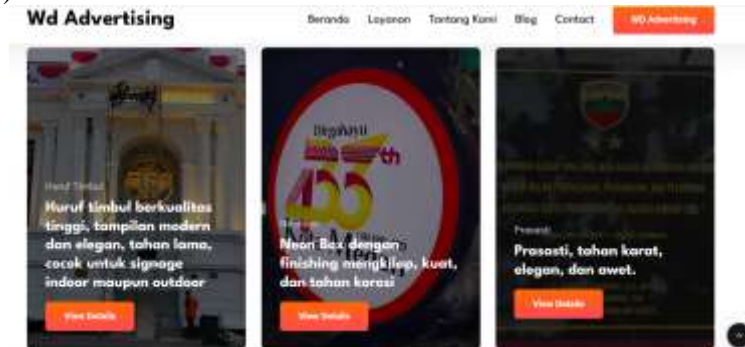 Wd Advertising
Beranda Layanan Tentang Kami Blog Contact WD Advertising
Huruf Timbul
Huruf timbul berkualitas
tinggi, tampilan modern
dan elegan, tahan lama,
cocok untuk signage
indoor maupun outdoor
View Details
Dirgahayu
433th
Neon Box dengan
finishing mengkilap, kuat,
dan tahan korosi
View Details
Prasasti
Prasasti, tahan karat,
elegan, dan awet.
View Details